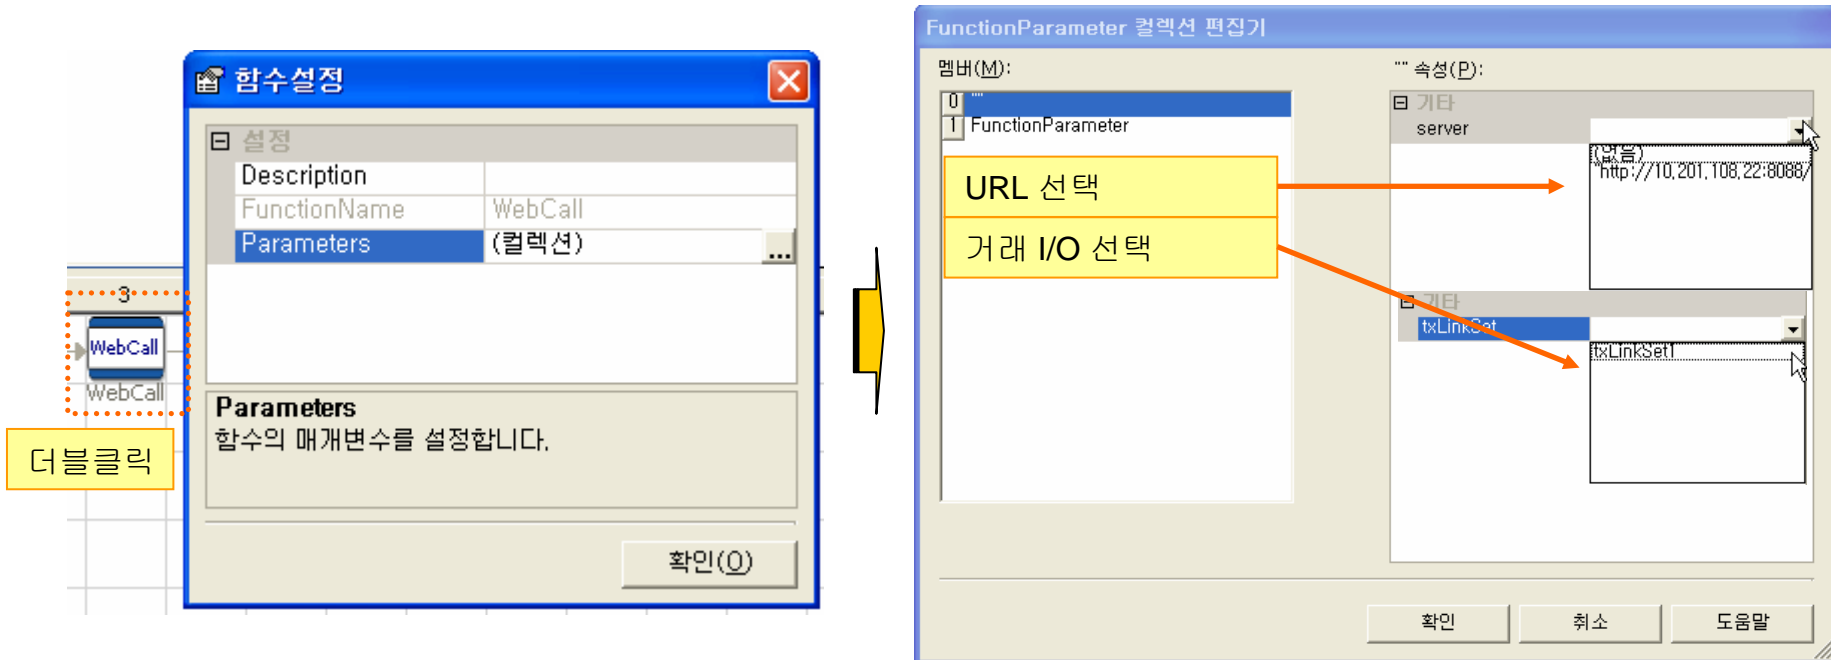 함수설정
설정
Description
FunctionName WebCall
Parameters (컬렉션) ...
3
WebCall
WebCall
더블클릭
Parameters
함수의 매개변수를 설정합니다.
확인(O)
FunctionParameter 컬렉션 편집기
멤버(M):
"" 속성(P):
0 ""
1 FunctionParameter
기타
server
(없음)
"http://10,201,108,22:8088/
URL 선택
거래 I/O 선택
기타
txLinkSet
txLinkSet1
확인
취소
도움말